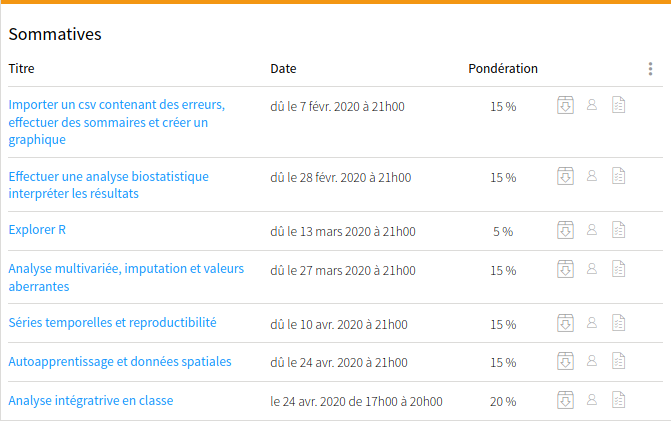 Sommatives
Titre Date Pondération
Importer un csv contenant des erreurs, dû le 7 févr. 2020 à 21h00 15 %
effectuer des sommaires et créer un
graphique
Effectuer une analyse biostatistique dû le 28 févr. 2020 à 21h00 15 %
interpréter les résultats
Explorer R dû le 13 mars 2020 à 21h00 5 %
Analyse multivariée, imputation et valeurs dû le 27 mars 2020 à 21h00 15 %
aberrantes
Séries temporelles et reproductibilité dû le 10 avr. 2020 à 21h00 15 %
Autoapprentissage et données spatiales dû le 24 avr. 2020 à 21h00 15 %
Analyse intégratrive en classe le 24 avr. 2020 de 17h00 à 20h00 20 %